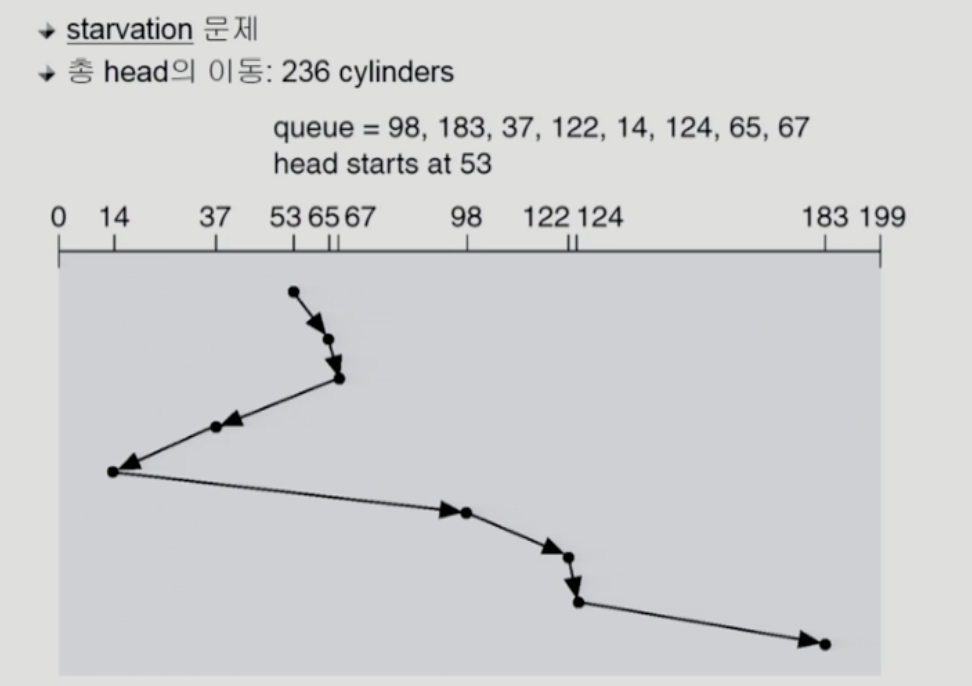 starvation 문제
총 head의 이동: 236 cylinders
queue = 98, 183, 37, 122, 14, 124, 65, 67
head starts at 53
0 14 37 53 65 67 98 122 124 183 199